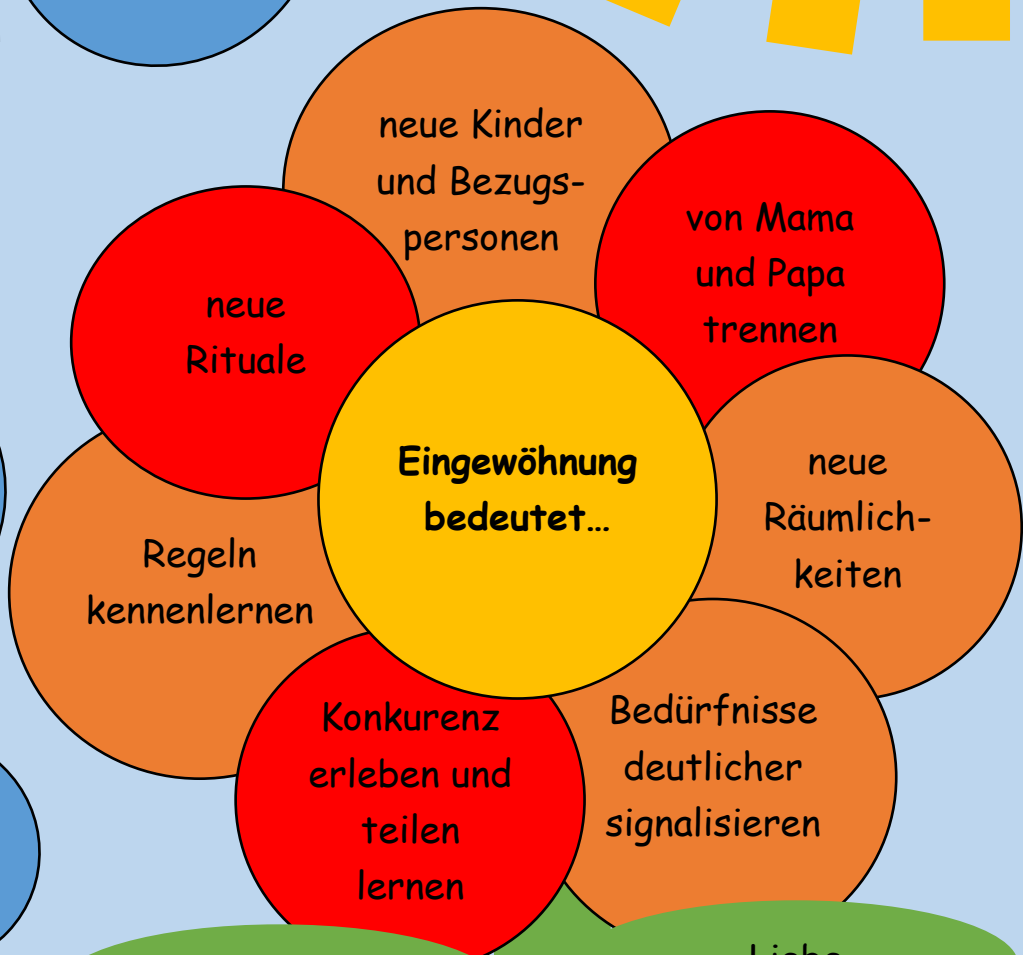 neue Kinder
und Bezugs-
personen
von Mama
und Papa
trennen
neue
Rituale
Eingewöhnung
bedeutet...
neue
Räumlich-
keiten
Regeln
kennenlernen
Konkurenz
erleben und
teilen
lernen
Bedürfnisse
deutlicher
signalisieren